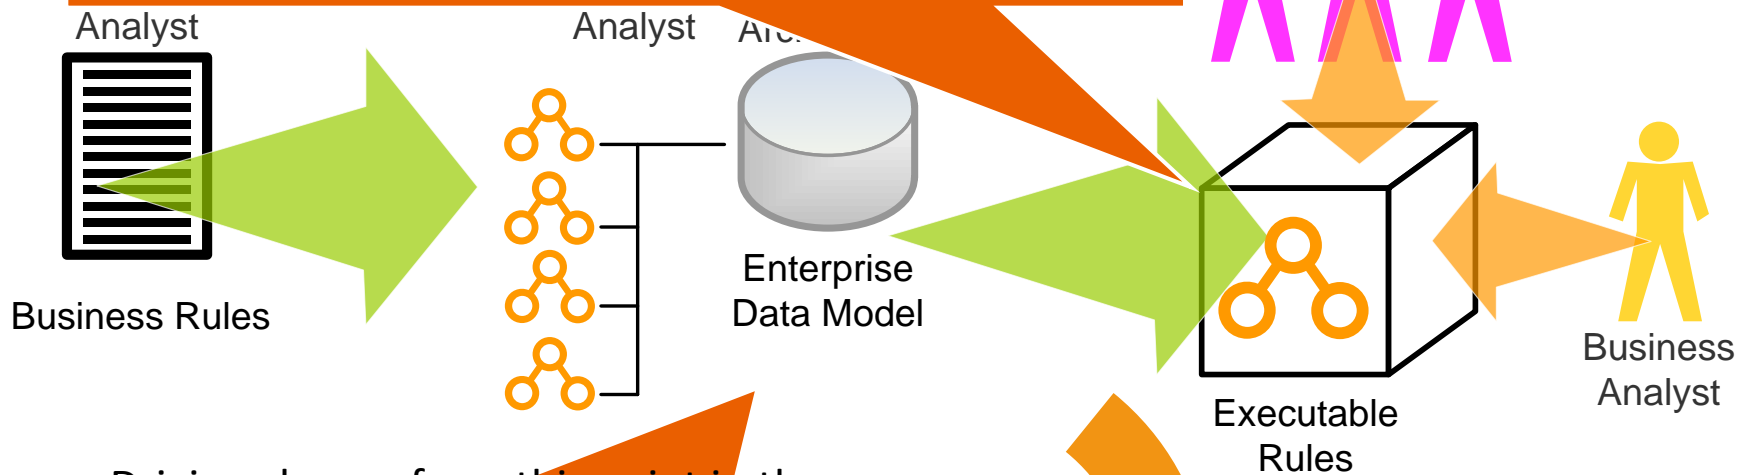 Analyst
Analyst
Business Rules
Enterprise
Data Model
Executable
Rules
Business
Analyst